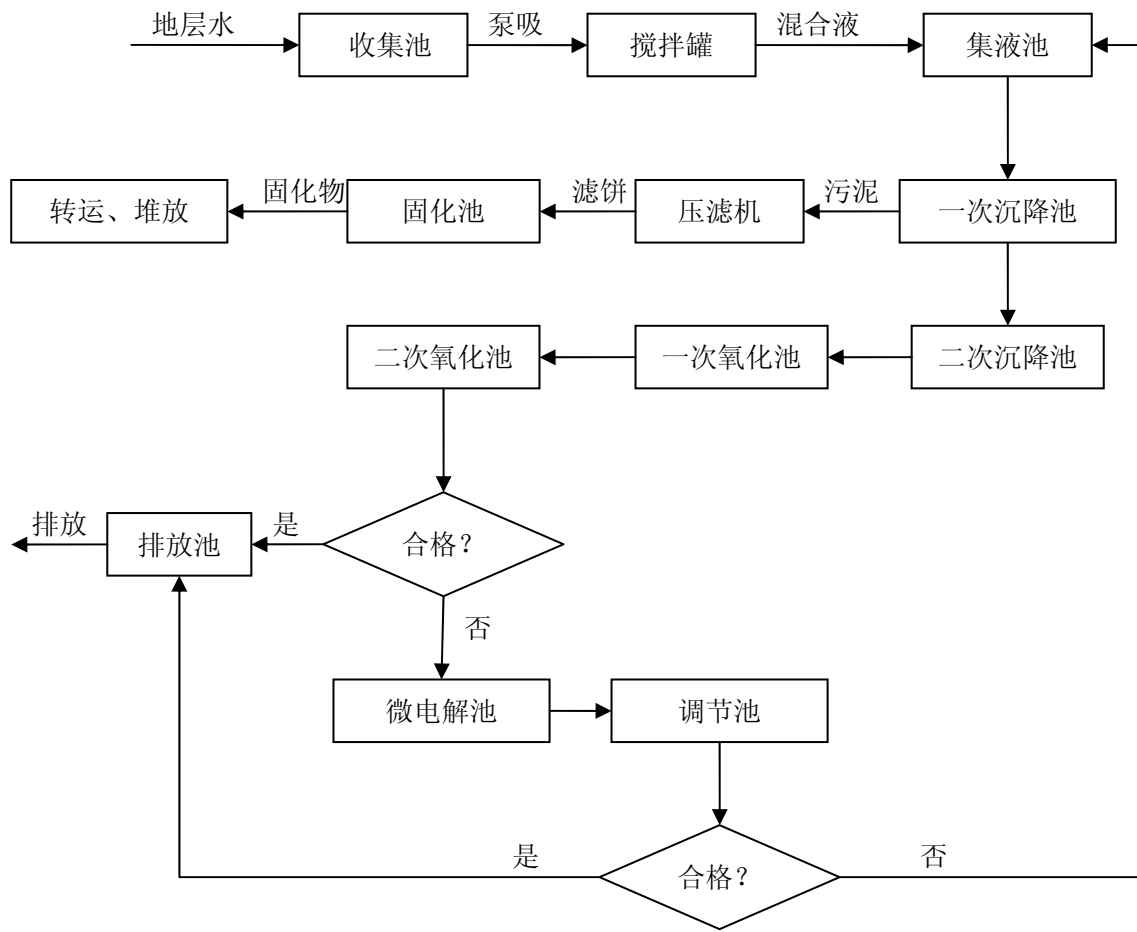 地层水
收集池
泵吸
搅拌罐
混合液
集液池
转运、堆放
固化物
固化池
滤饼
压滤机
污泥
一次沉降池
二次氧化池
一次氧化池
二次沉降池
排放
排放池
是
合格？
否
微电解池
调节池
是
合格？
否